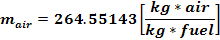 m_air = 264.55143 [kg * air / kg * fuel]